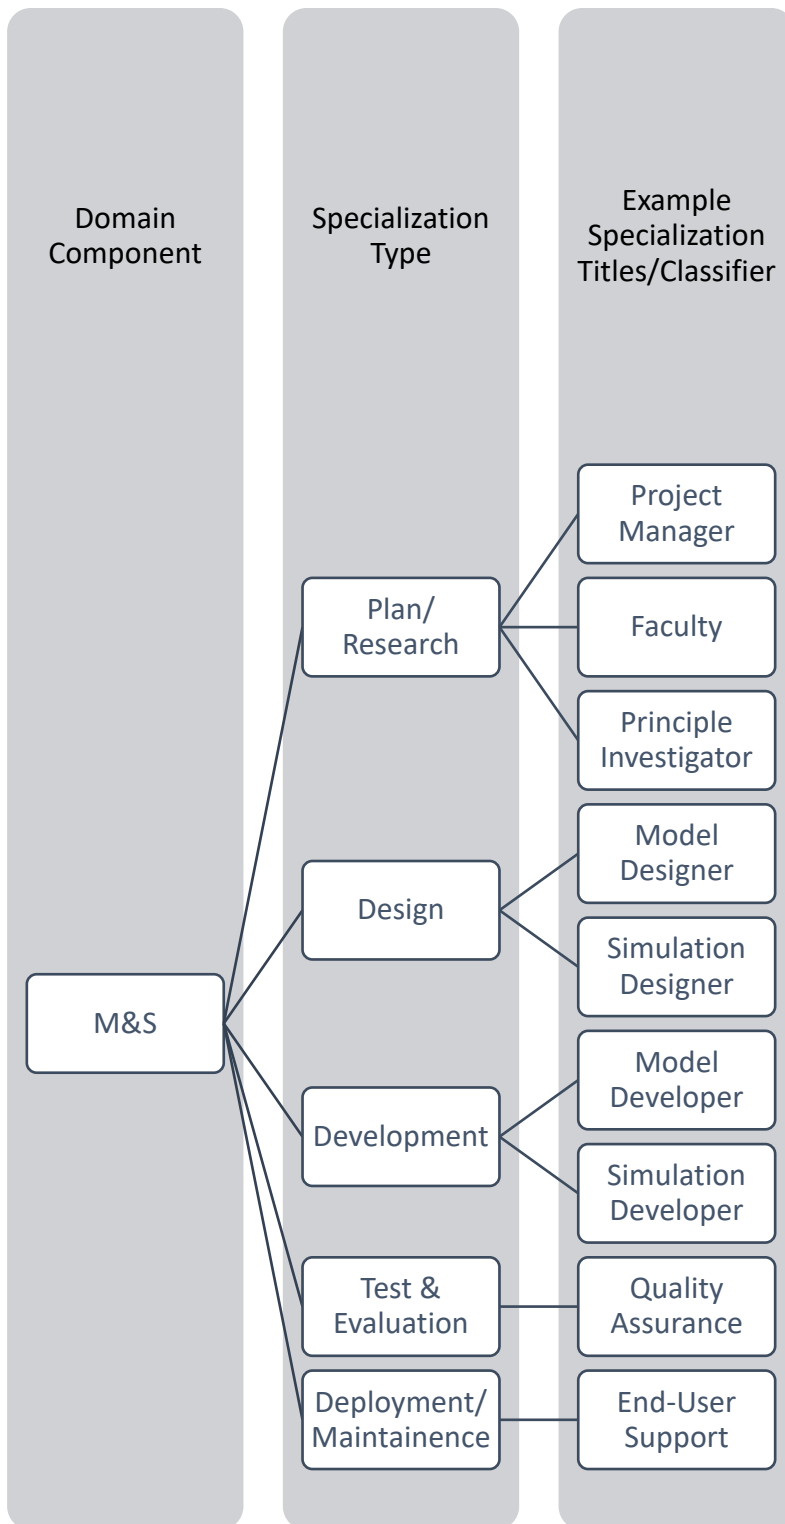 Domain
Component
Specialization
Type
Example
Specialization
Titles/Classifier
M&S
Plan/
Research
Project
Manager
Faculty
Principle
Investigator
Design
Model
Designer
Simulation
Designer
Development
Model
Developer
Simulation
Developer
Test &
Evaluation
Quality
Assurance
Deployment/
Maintainence
End-User
Support